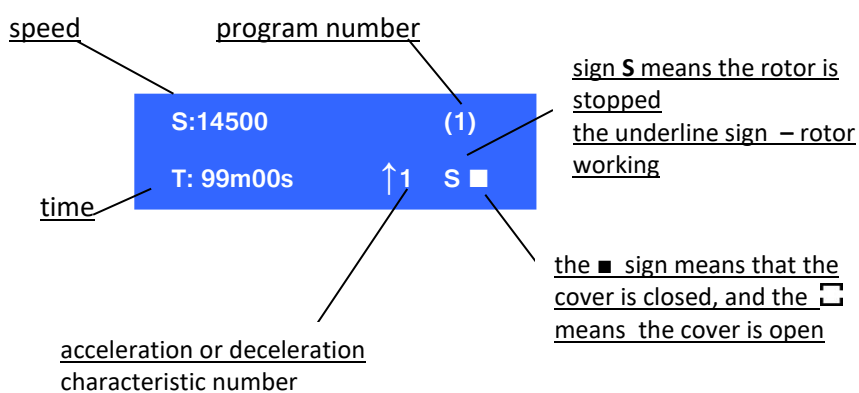 speed
program number
sign S means the rotor is
stopped
the underline sign – rotor
working
S:14500 (1)
T: 99m00s ↑1 S ■
time
the ■ sign means that the
cover is closed, and the ⛶
means the cover is open
acceleration or deceleration
characteristic number